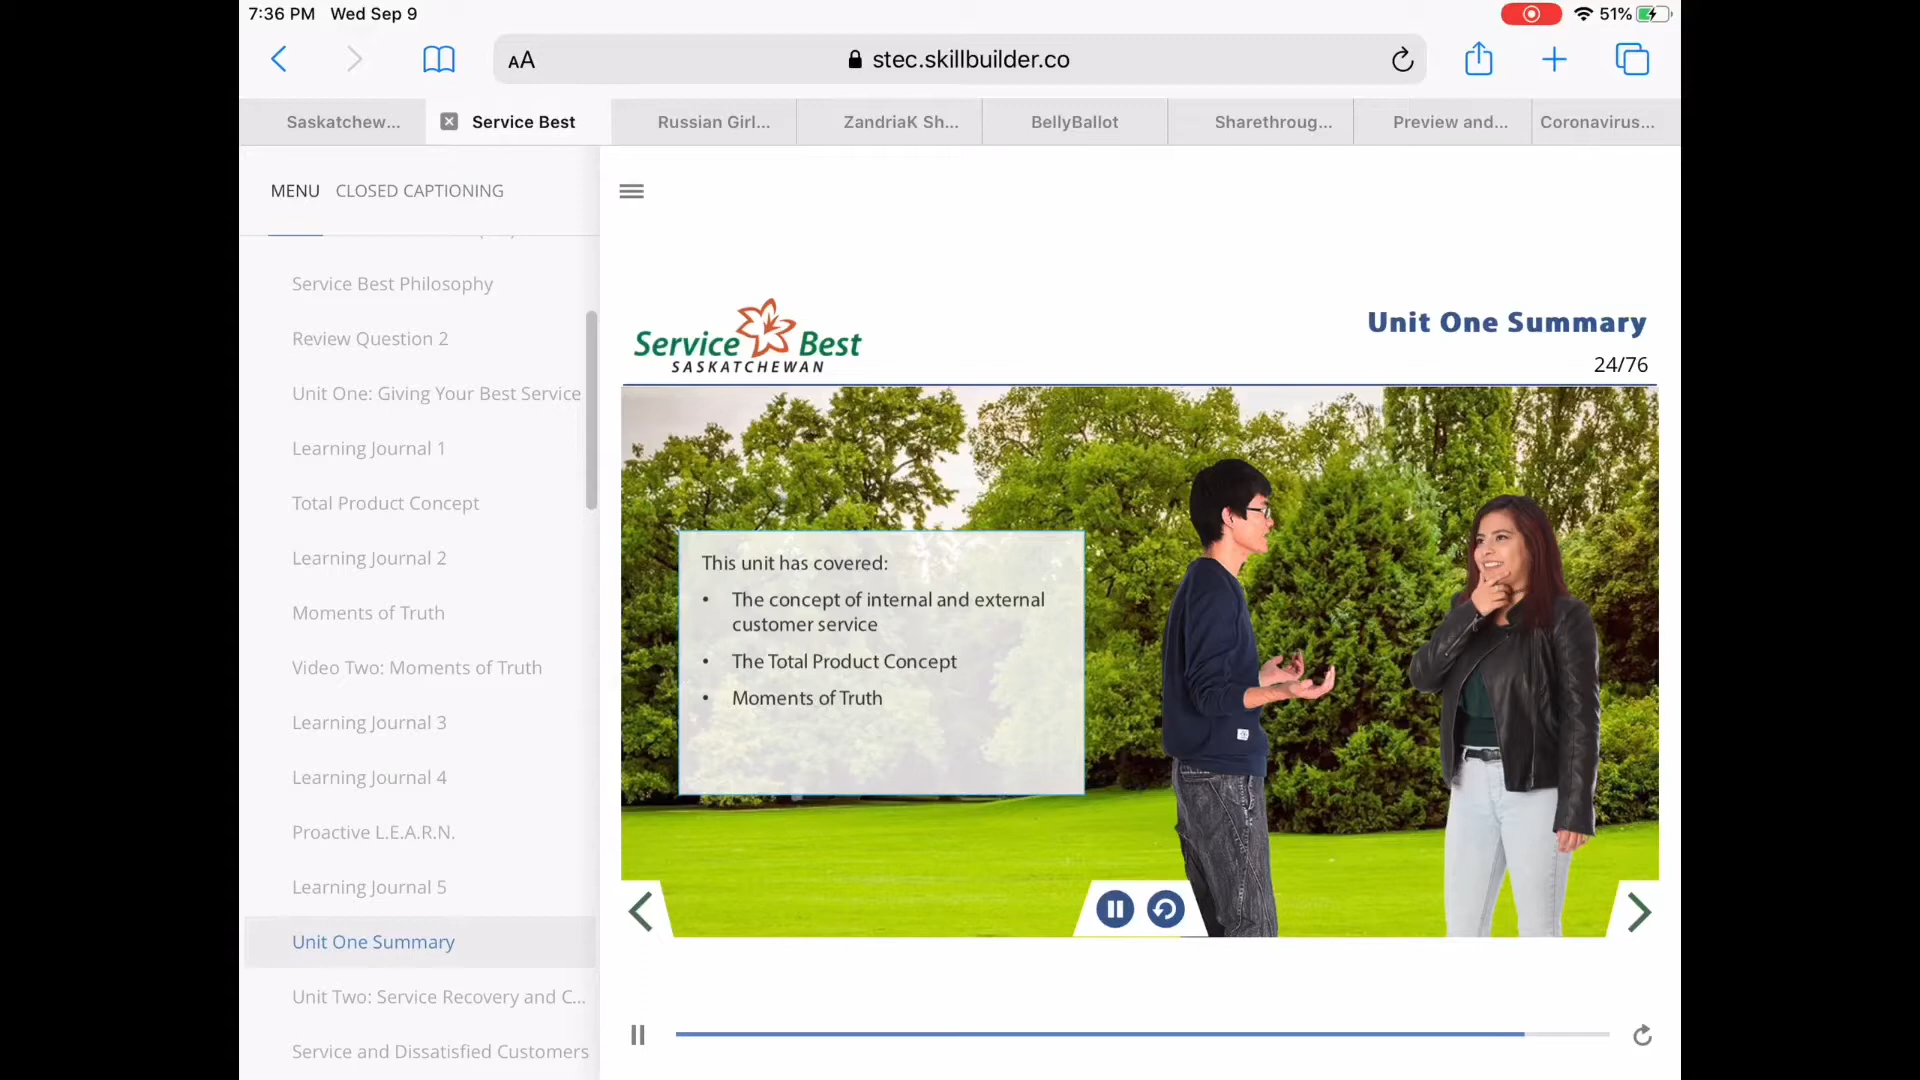 7:36 PM Wed Sep 9
51%
AA
stec.skillbuilder.co
Saskatchew...
Service Best
Russian Girl...
ZandriaK Sh...
BellyBallot
Sharethroug...
Preview and...
Coronavirus...
MENU CLOSED CAPTIONING
Service Best Philosophy
Review Question 2
Unit One: Giving Your Best Service
Learning Journal 1
Total Product Concept
Learning Journal 2
Moments of Truth
Video Two: Moments of Truth
Learning Journal 3
Learning Journal 4
Proactive L.E.A.R.N.
Learning Journal 5
Unit One Summary
Unit Two: Service Recovery and C...
Service and Dissatisfied Customers
Service Best
SASKATCHEWAN
Unit One Summary
24/76
This unit has covered:
• The concept of internal and external
customer service
• The Total Product Concept
• Moments of Truth